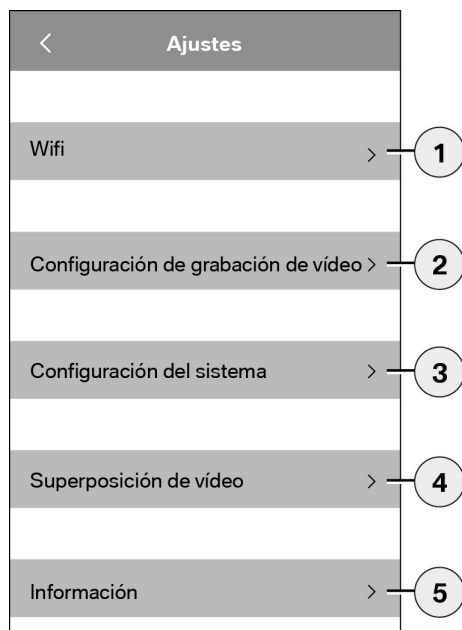 Ajustes
Wifi
1
Configuración de grabación de vídeo
2
Configuración del sistema
3
Superposición de vídeo
4
Información
5